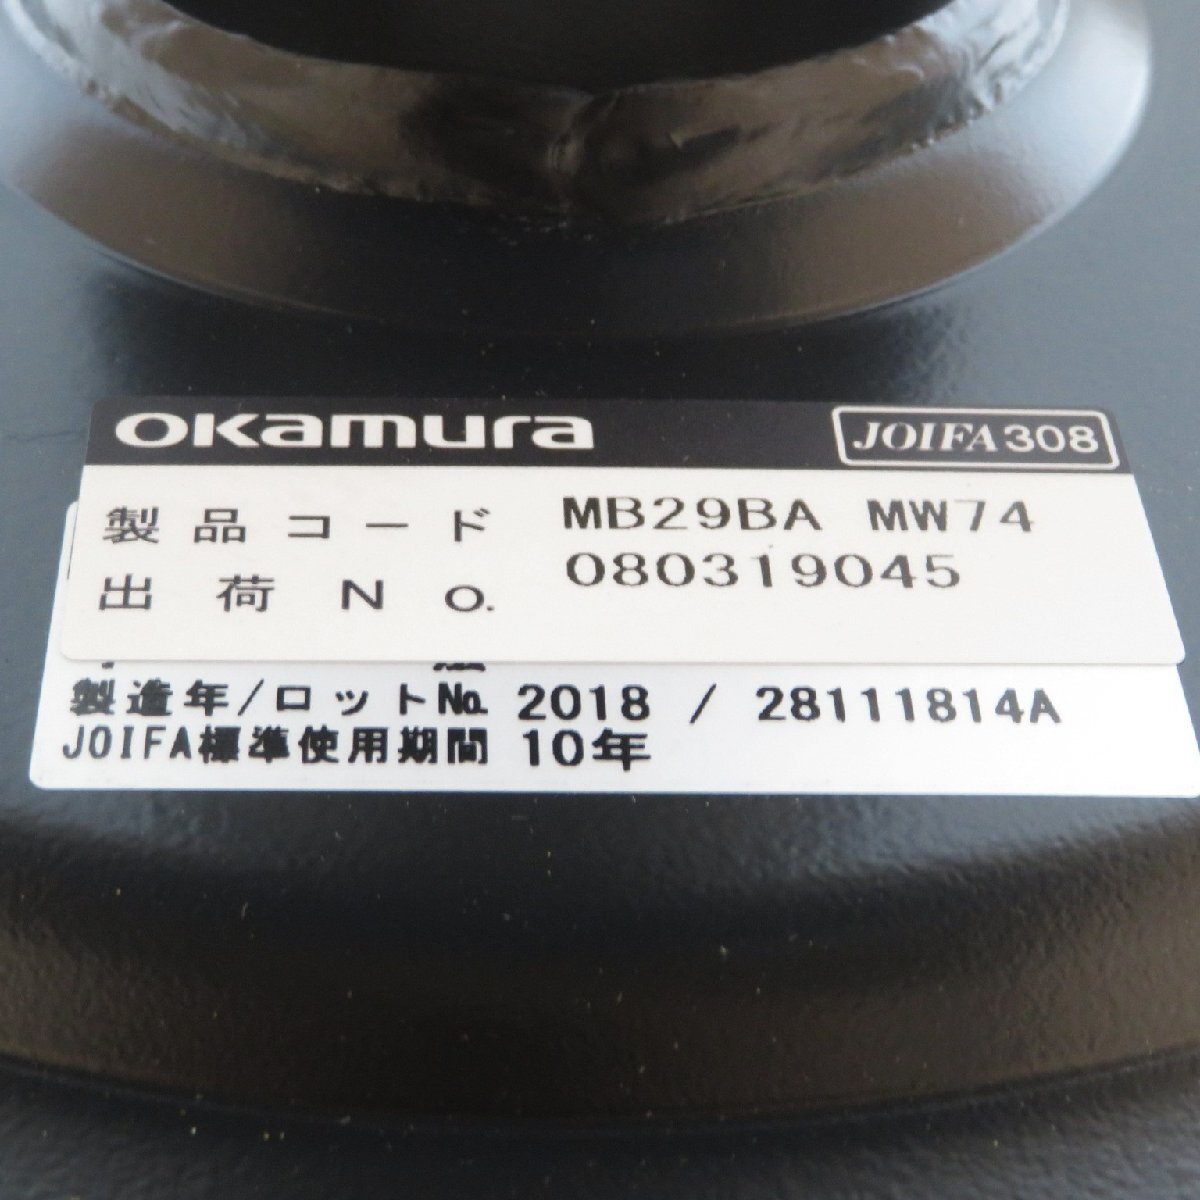 okamura JOIFA308
製品コード MB29BA MW74
出荷No. 080319045
製造年/ロットNo. 2018 / 28111814A
JOIFA標準使用期間 10年